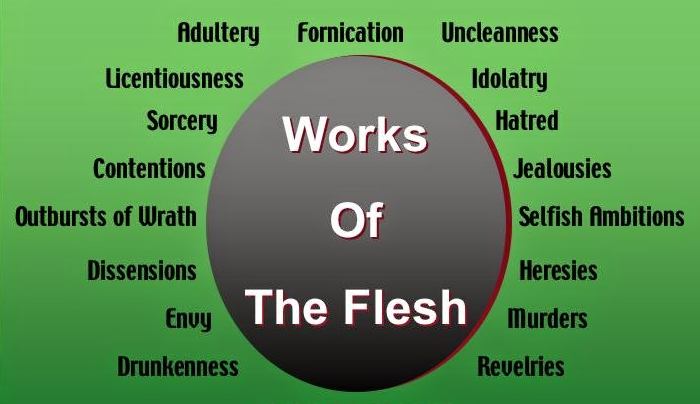 Adultery Fornication Uncleanness
Licentiousness Idolatry
Sorcery Hatred
Contentions Jealousies
Outbursts of Wrath Selfish Ambitions
Dissensions Heresies
Envy Murders
Drunkenness Revelries
Works
Of
The Flesh